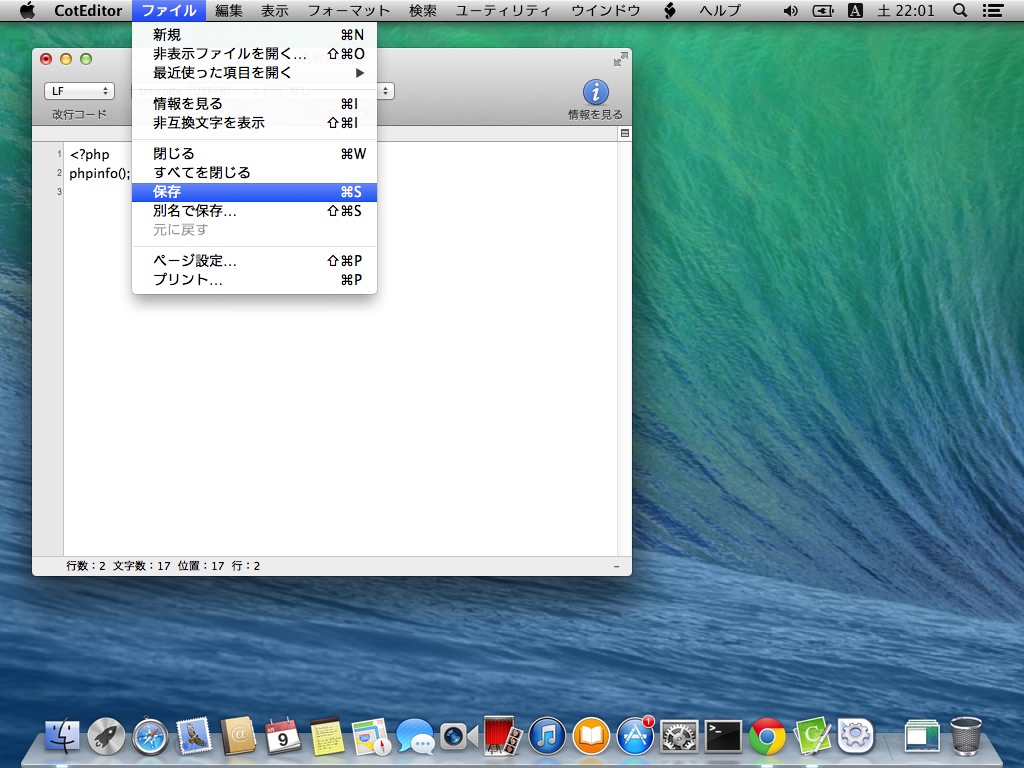 CotEditor ファイル 編集 表示 フォーマット 検索 ユーティリティ ウインドウ ヘルプ A 土 22:01
新規 ⌘N
非表示ファイルを開く... ⇧⌘O
最近使った項目を開く ▶
情報を見る ⌘I
非互換文字を表示 ⇧⌘I
閉じる ⌘W
すべてを閉じる
保存 ⌘S
別名で保存... ⇧⌘S
元に戻す
ページ設定... ⇧⌘P
プリント... ⌘P
LF
改行コード
情報を見る
1 <?php
2 phpinfo();
3
行数:2 文字数:17 位置:17 行:2 -
9
1